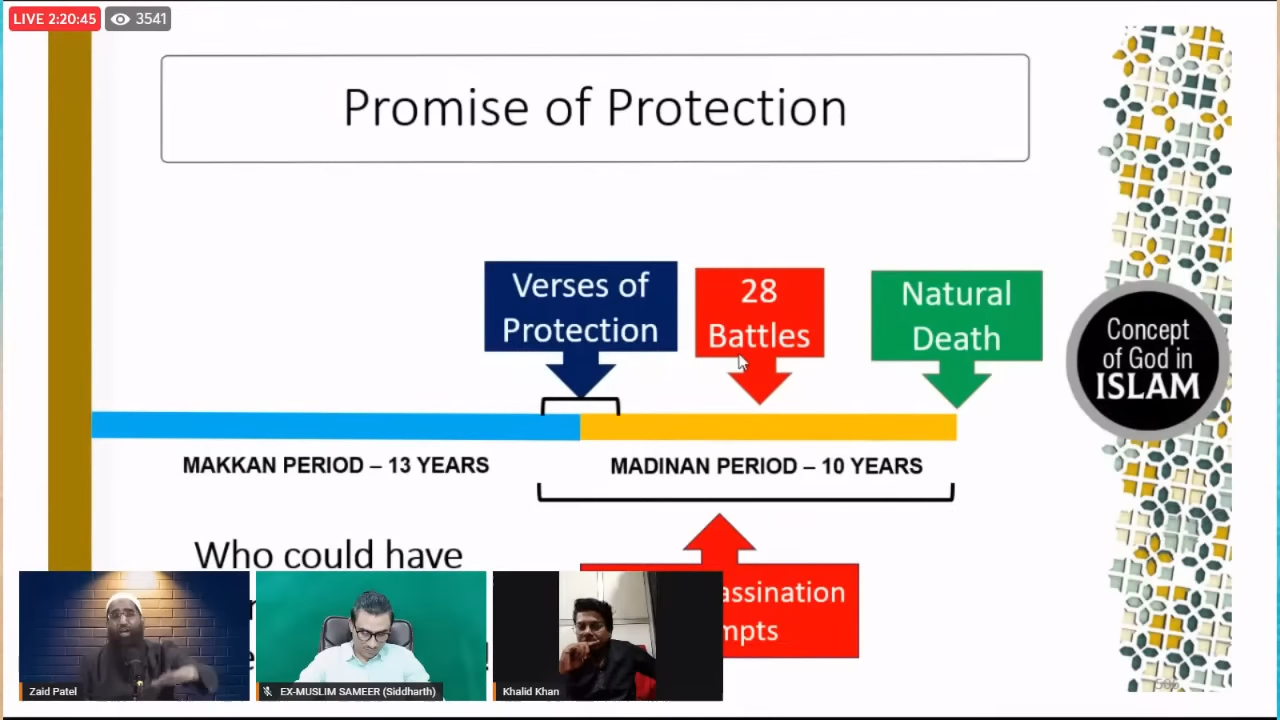 LIVE 2:20:45
3541
Promise of Protection
Verses of
Protection
28
Battles
Natural
Death
Concept
of God in
ISLAM
MAKKAN PERIOD – 13 YEARS
MADINAN PERIOD – 10 YEARS
Who could have
assination
mpts
Zaid Patel
EX-MUSLIM SAMEER (Siddharth)
Khalid Khan